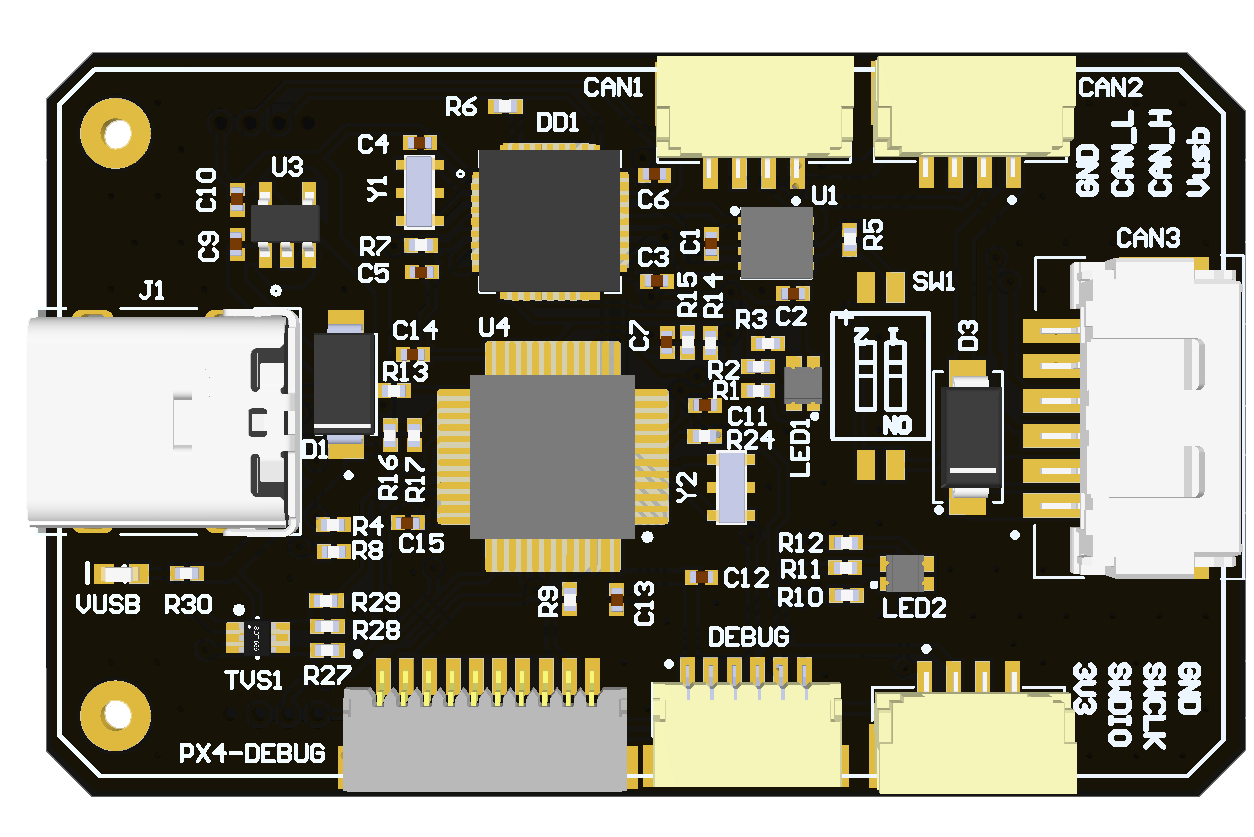 CAN1
CAN2
R6
DD1
C4
U3
Y1
C10
C6
U1
GND
CAN_L
CAN_H
Vusb
C9
R7
C1
R5
CAN3
C5
C3
J1
R15
R14
SW1
C2
U4
C14
C7
R3
+
2
1
D3
R13
R2
R1
C11
ON
D1
R24
LED1
R16
R17
Y2
R4
R8
C15
R12
R11
R10
LED2
C12
VUSB
R30
R29
R28
R27
R9
C13
DEBUG
TVS1
3V3
SWDIO
SWCLK
GND
PX4-DEBUG